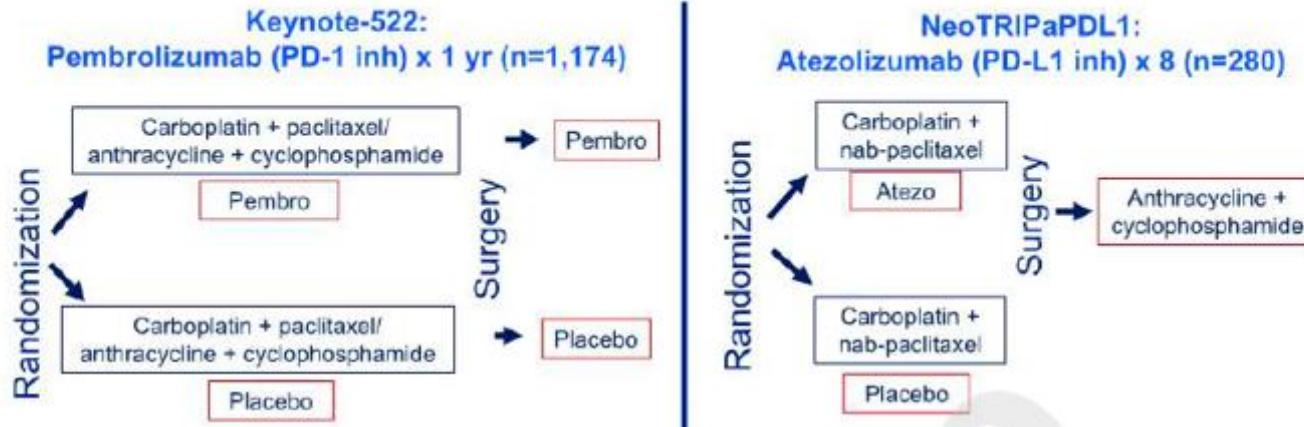 Keynote-522:
Pembrolizumab (PD-1 inh) x 1 yr (n=1,174)
Randomization
Carboplatin + paclitaxel/
anthracycline + cyclophosphamide
Pembro
Surgery
Pembro
Carboplatin + paclitaxel/
anthracycline + cyclophosphamide
Placebo
Placebo
NeoTRIPaPDL1:
Atezolizumab (PD-L1 inh) x 8 (n=280)
Randomization
Carboplatin +
nab-paclitaxel
Atezo
Surgery
Anthracycline +
cyclophosphamide
Carboplatin +
nab-paclitaxel
Placebo